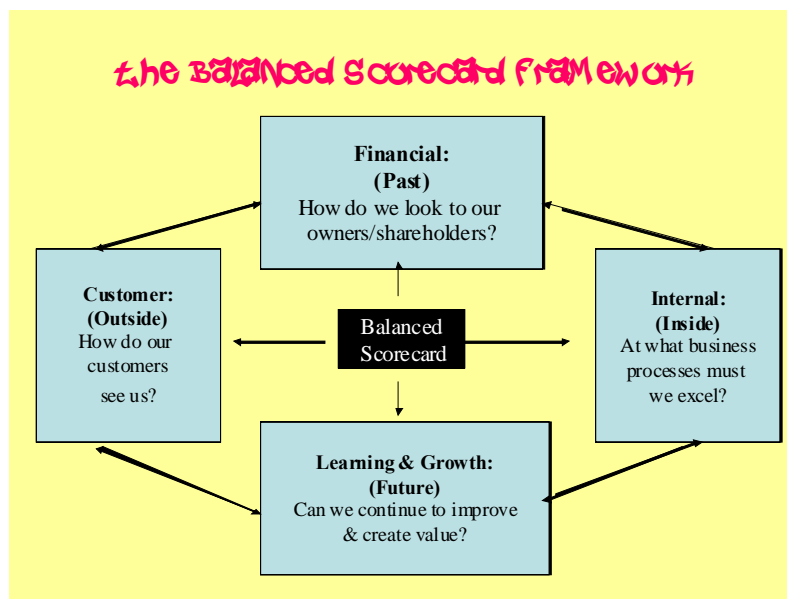 the Balanced Scorecard Framework
Financial:
(Past)
How do we look to our
owners/shareholders?
Customer:
(Outside)
How do our
customers
see us?
Balanced
Scorecard
Internal:
(Inside)
At what business
processes must
we excel?
Learning & Growth:
(Future)
Can we continue to improve
& create value?